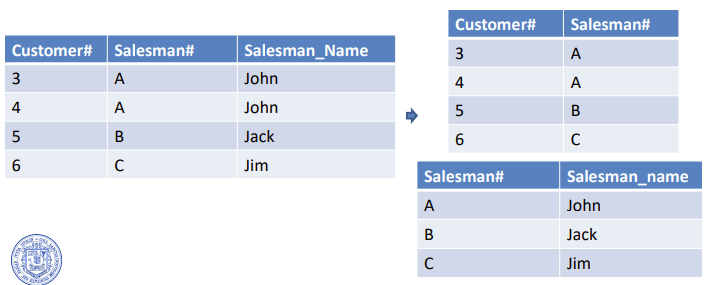 Customer# Salesman# Salesman_Name
3 A John
4 A John
5 B Jack
6 C Jim
Customer# Salesman#
3 A
4 A
5 B
6 C
Salesman# Salesman_name
A John
B Jack
C Jim